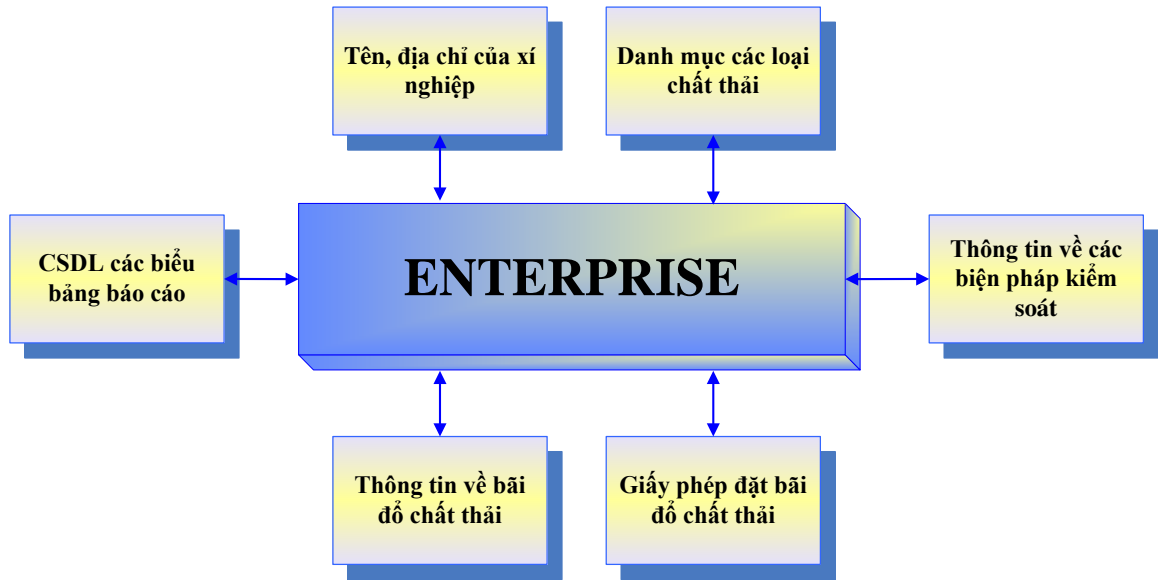 Tên, địa chỉ của xí
nghiệp
Danh mục các loại
chất thải
CSDL các biểu
bảng báo cáo
ENTERPRISE
Thông tin về các
biện pháp kiểm
soát
Thông tin về bãi
đổ chất thải
Giấy phép đặt bãi
đổ chất thải